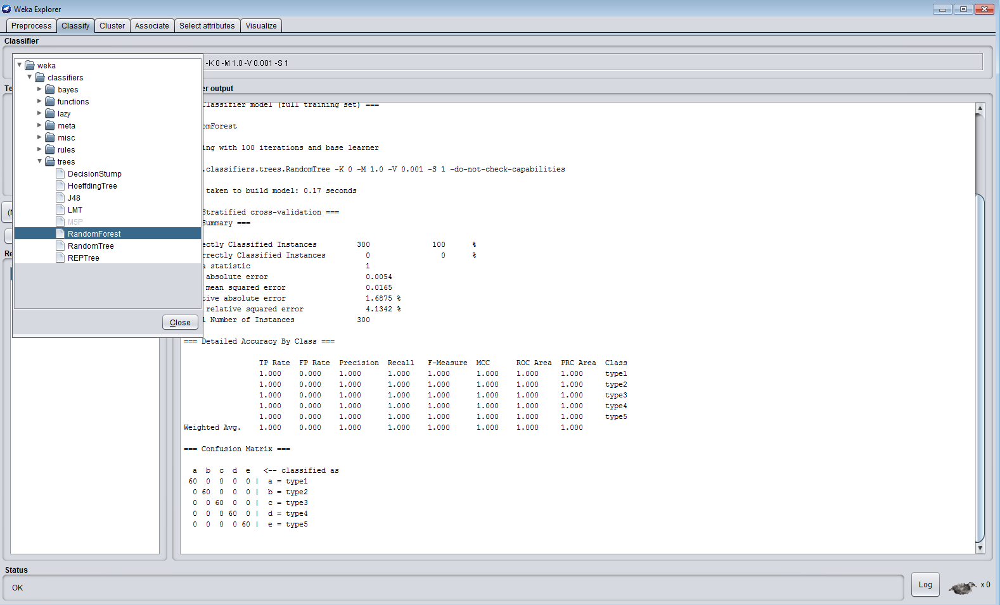 Weka Explorer
Preprocess Classify Cluster Associate Select attributes Visualize
Classifier
-K 0 -M 1.0 -V 0.001 -S 1
weka
classifiers
bayes
functions
lazy
meta
misc
rules
trees
DecisionStump
HoeffdingTree
J48
LMT
M5P
RandomForest
RandomTree
REPTree
Close
Te
(N
Re
er output
Classifier model (full training set) ===
omForest
ing with 100 iterations and base learner
.classifiers.trees.RandomTree -K 0 -M 1.0 -V 0.001 -S 1 -do-not-check-capabilities
taken to build model: 0.17 seconds
Stratified cross-validation ===
Summary ===
ectly Classified Instances 300 100 %
rrectly Classified Instances 0 0 %
a statistic 1
absolute error 0.0054
mean squared error 0.0165
tive absolute error 1.6875 %
relative squared error 4.1342 %
l Number of Instances 300
=== Detailed Accuracy By Class ===
TP Rate FP Rate Precision Recall F-Measure MCC ROC Area PRC Area Class
1.000 0.000 1.000 1.000 1.000 1.000 1.000 1.000 type1
1.000 0.000 1.000 1.000 1.000 1.000 1.000 1.000 type2
1.000 0.000 1.000 1.000 1.000 1.000 1.000 1.000 type3
1.000 0.000 1.000 1.000 1.000 1.000 1.000 1.000 type4
1.000 0.000 1.000 1.000 1.000 1.000 1.000 1.000 type5
Weighted Avg. 1.000 0.000 1.000 1.000 1.000 1.000 1.000 1.000
=== Confusion Matrix ===
a b c d e <-- classified as
60 0 0 0 0 | a = type1
0 60 0 0 0 | b = type2
0 0 60 0 0 | c = type3
0 0 0 60 0 | d = type4
0 0 0 0 60 | e = type5
Status
OK
Log
x 0